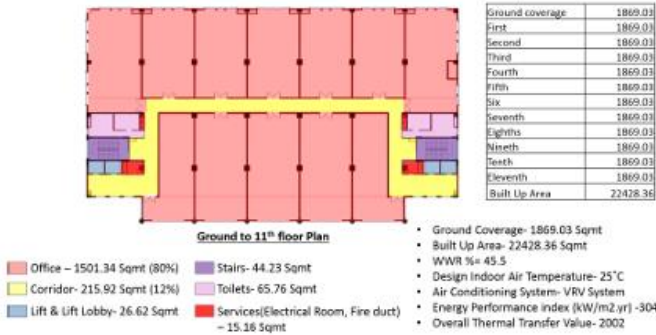 Ground coverage 1869.03
First 1869.03
Second 1869.03
Third 1869.03
Fourth 1869.03
Fifth 1869.03
Six 1869.03
Seventh 1869.03
Eighths 1869.03
Nineth 1869.03
Tenth 1869.03
Eleventh 1869.03
Built Up Area 22428.36
Ground to 11th floor Plan
Office – 1501.34 Sqmt (80%)
Corridor- 215.92 Sqmt (12%)
Lift & Lift Lobby- 26.62 Sqmt
Stairs- 44.23 Sqmt
Toilets- 65.76 Sqmt
Services(Electrical Room, Fire duct)
– 15.16 Sqmt
• Ground Coverage- 1869.03 Sqmt
• Built Up Area- 22428.36 Sqmt
• WWR %= 45.5
• Design Indoor Air Temperature- 25°C
• Air Conditioning System- VRV System
• Energy Performance index (kW/m2.yr) -304
• Overall Thermal Transfer Value- 2002